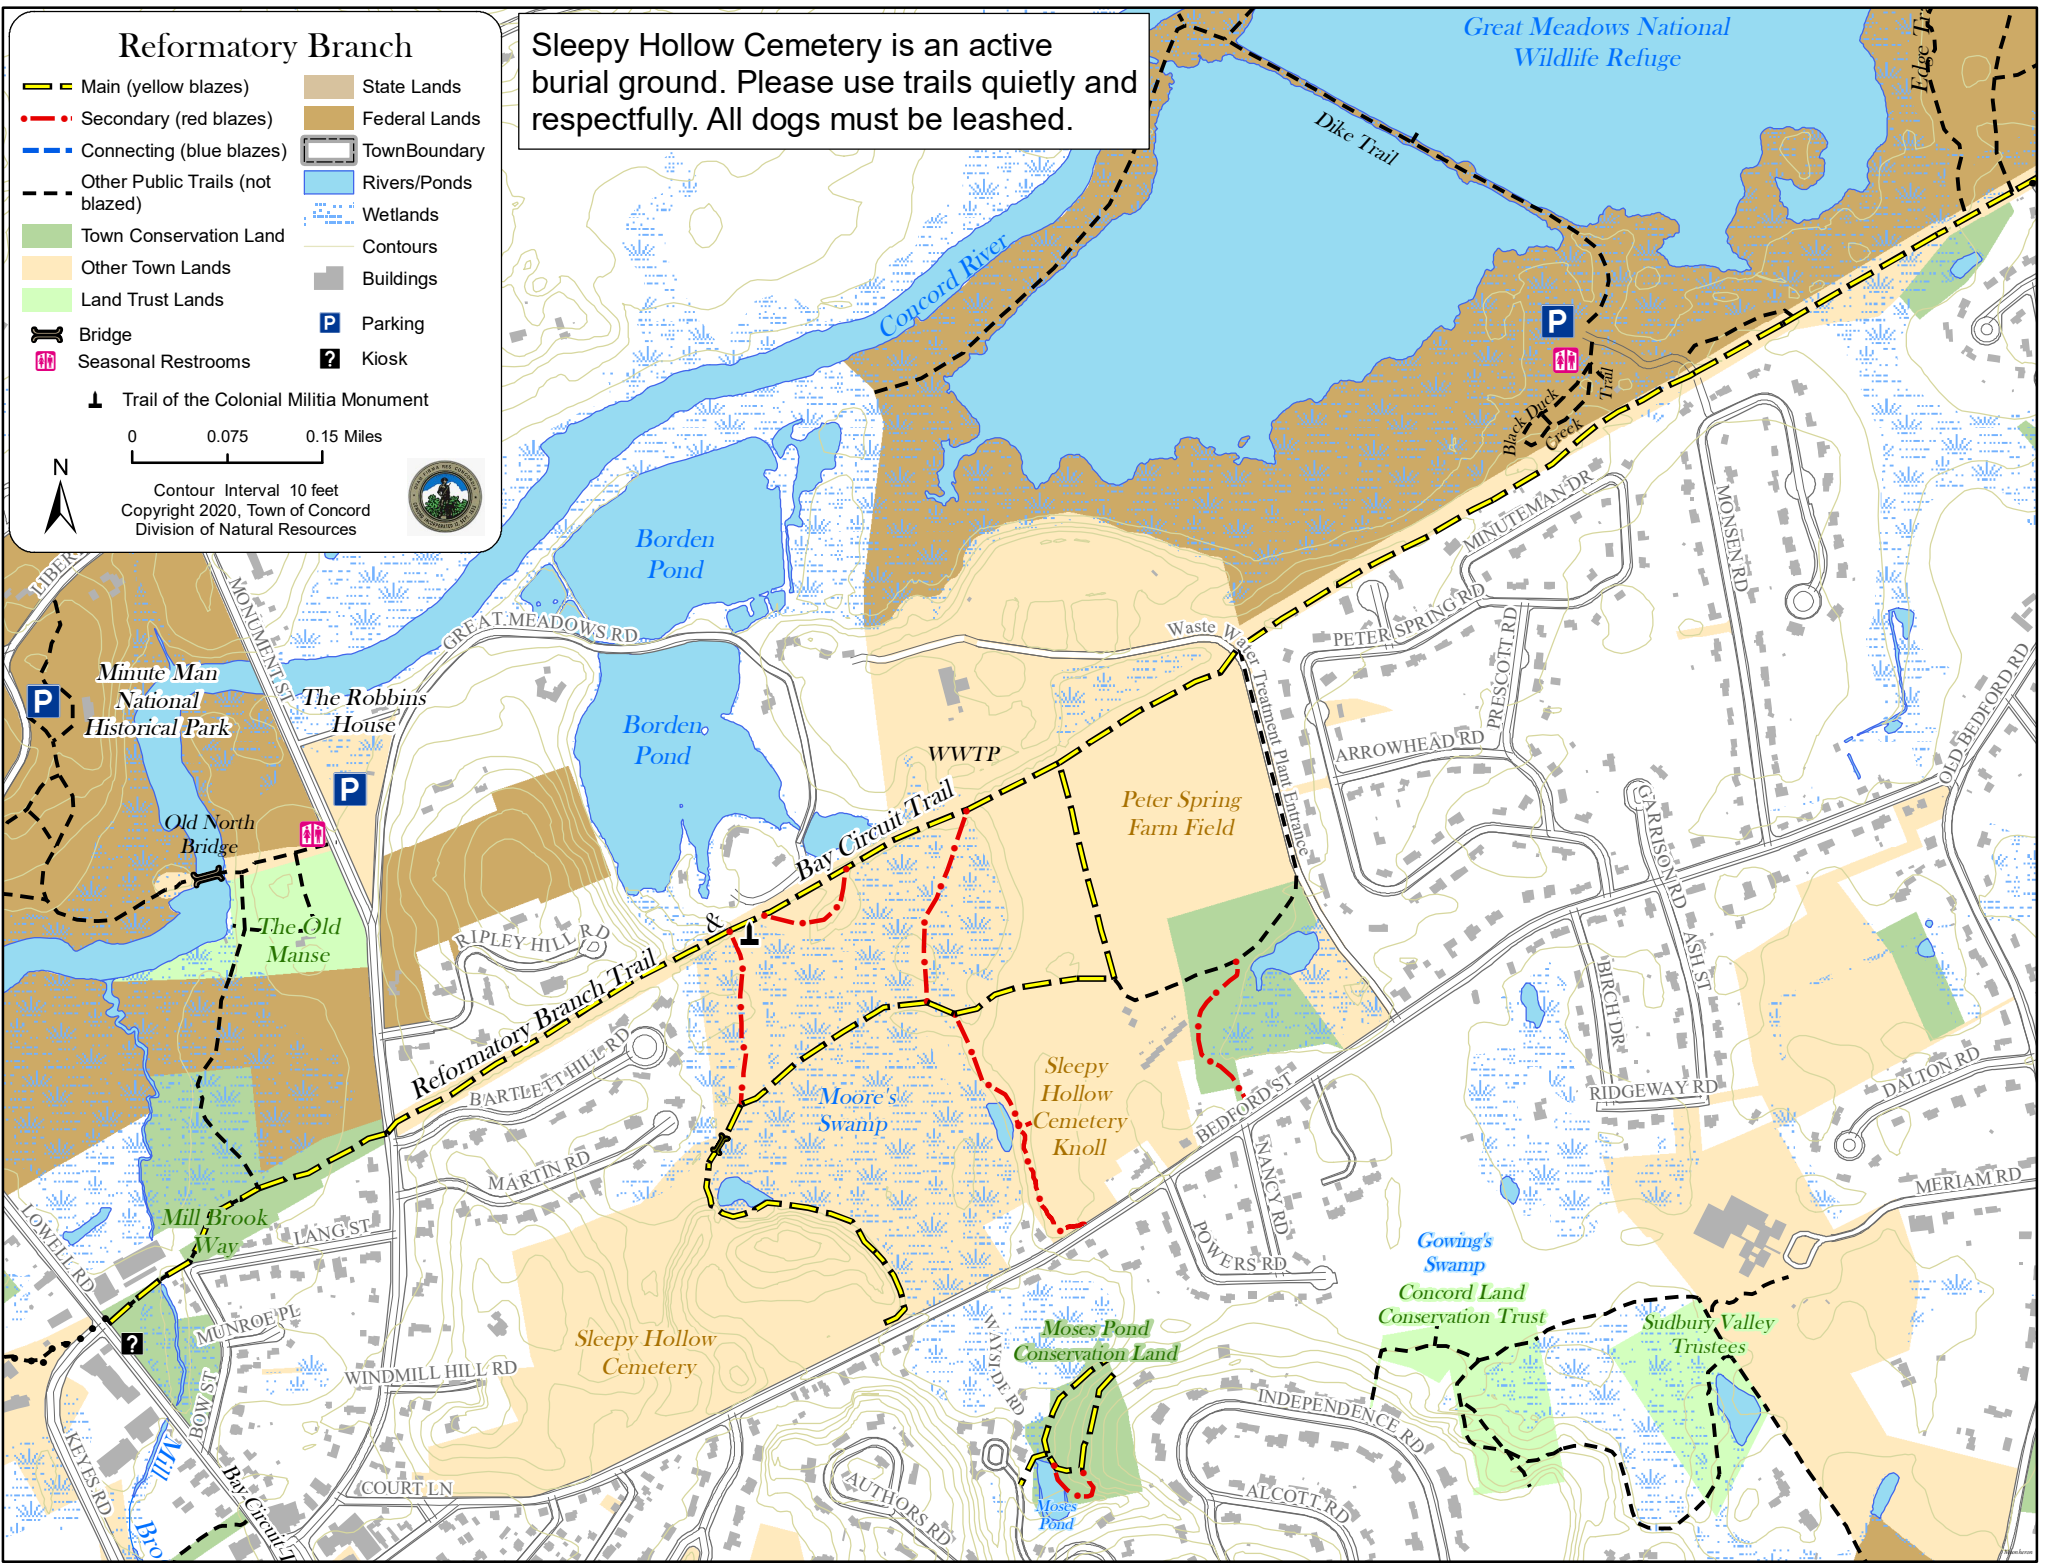 Reformatory Branch
Main (yellow blazes)
Secondary (red blazes)
Connecting (blue blazes)
Other Public Trails (not
blazed)
Town Conservation Land
Other Town Lands
Land Trust Lands
Bridge
Seasonal Restrooms
State Lands
Federal Lands
TownBoundary
Rivers/Ponds
Wetlands
Contours
Buildings
P Parking
? Kiosk
Trail of the Colonial Militia Monument
0 0.075 0.15 Miles
N
Contour Interval 10 feet
Copyright 2020, Town of Concord
Division of Natural Resources
Sleepy Hollow Cemetery is an active
burial ground. Please use trails quietly and
respectfully. All dogs must be leashed.
Great Meadows National
Wildlife Refuge
Edge Tra
Dike Trail
Concord River
P
Black Duck
Creek
Trail
Borden
Pond
MINUTEMAN DR
MONSEN RD
LIBER
MONUMENT ST
GREAT MEADOWS RD
Waste Water Treatment Plant Entrance
PETER SPRING RD
PRESCOTT RD
OLD BEDFORD RD
Minute Man
National
Historical Park
P
The Robbins
House
P
Borden
Pond
WWTP
ARROWHEAD RD
Peter Spring
Farm Field
GARRISON RD
Old North
Bridge
Bay Circuit Trail
&
Reformatory Branch Trail
The Old
Manse
RIPLEY HILL RD
ASH ST
BIRCH DR
BARTLETT HILL RD
Moore's
Swamp
Sleepy
Hollow
Cemetery
Knoll
BEDFORD ST
RIDGEWAY RD
DALTON RD
MARTIN RD
NANCY RD
MERIAM RD
Mill Brook
Way
LANG ST
LOWELL RD
POWERS RD
Gowing's
Swamp
Concord Land
Conservation Trust
Sudbury Valley
Trustees
MUNROE PL
?
Sleepy Hollow
Cemetery
WAYSIDE RD
Moses Pond
Conservation Land
WINDMILL HILL RD
BOW ST
INDEPENDENCE RD
KEYES RD
Mill
Bro
Bay Circuit T
COURT LN
AUTHORS RD
Moses
Pond
ALCOTT RD